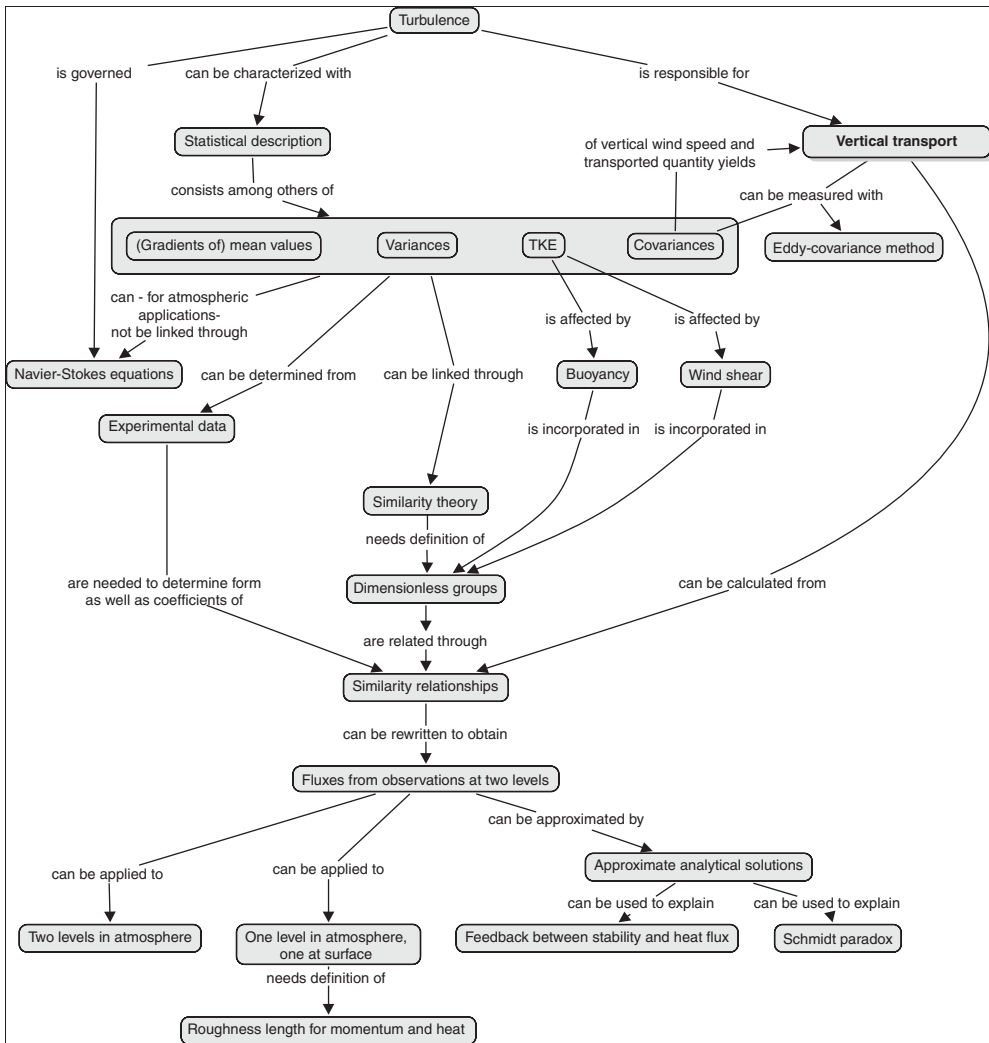 Turbulence
is governed
can be characterized with
is responsible for
Statistical description
of vertical wind speed and
transported quantity yields
Vertical transport
consists among others of
can be measured with
(Gradients of) mean values
Variances
TKE
Covariances
Eddy-covariance method
can - for atmospheric
applications-
not be linked through
is affected by
is affected by
Navier-Stokes equations
can be determined from
can be linked through
Buoyancy
Wind shear
Experimental data
is incorporated in
is incorporated in
Similarity theory
needs definition of
are needed to determine form
as well as coefficients of
Dimensionless groups
can be calculated from
are related through
Similarity relationships
can be rewritten to obtain
Fluxes from observations at two levels
can be approximated by
can be applied to
can be applied to
Approximate analytical solutions
can be used to explain
can be used to explain
Two levels in atmosphere
One level in atmosphere,
one at surface
Feedback between stability and heat flux
Schmidt paradox
needs definition of
Roughness length for momentum and heat